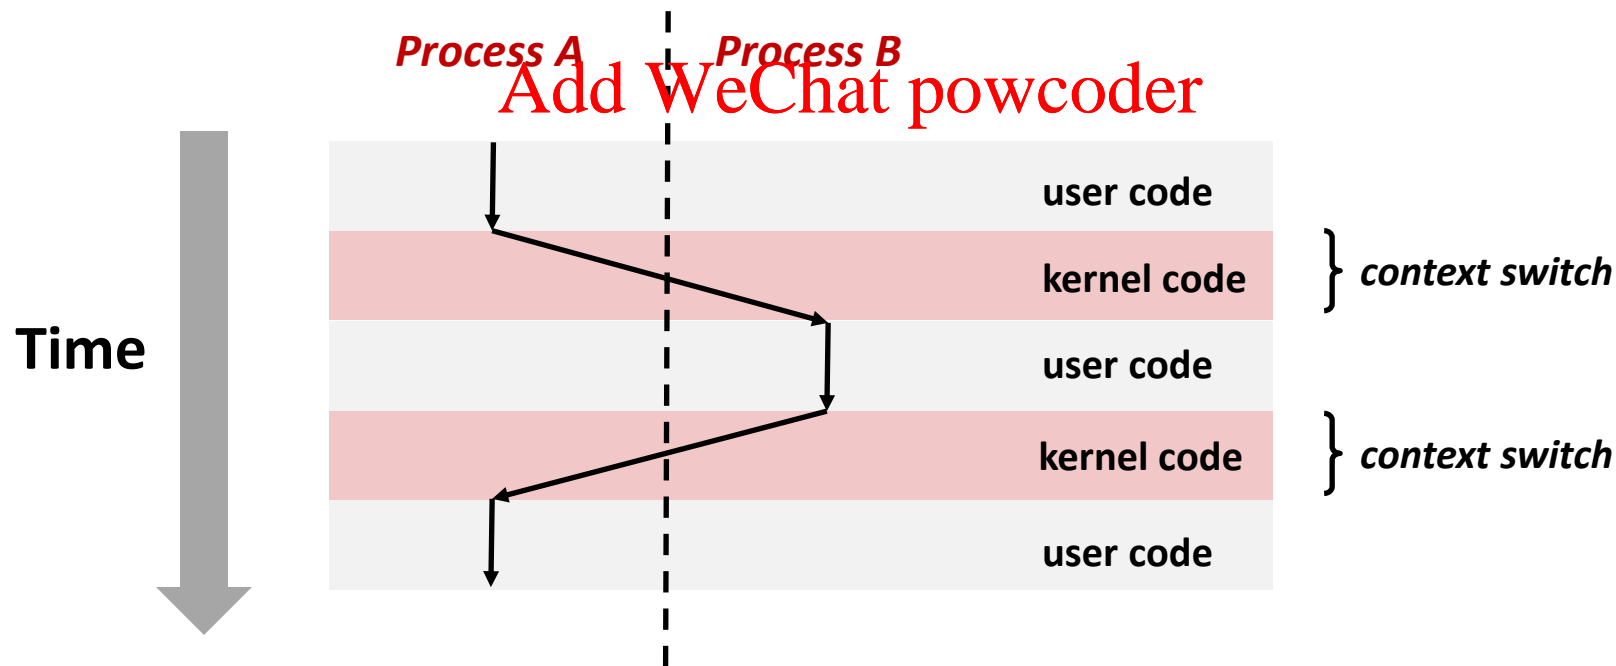 Process A
Process B
Add WeChat powcoder
user code
kernel code
context switch
Time
user code
kernel code
context switch
user code